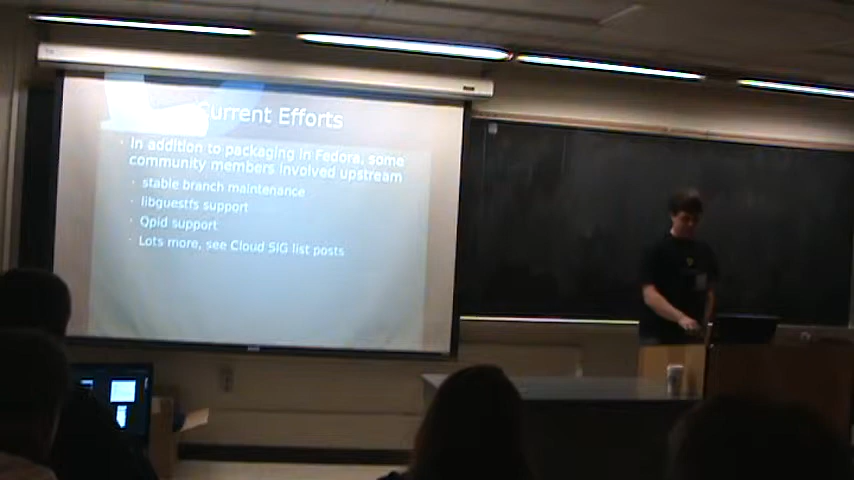 Current Efforts
In addition to packaging in Fedora, some
community members involved upstream
stable branch maintenance
libguestfs support
Qpid support
Lots more, see Cloud SIG list posts